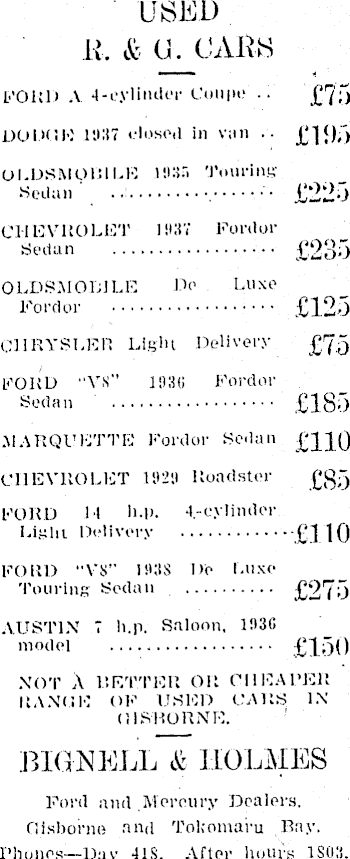 USED
R. & G. CARS
FORD A 4-cylinder Coupe .. £75
DODGE 1937 closed in van .. £195
OLDSMOBILE 1935 Touring
Sedan ................. £225
CHEVROLET 1937 Fordor
Sedan ................. £235
OLDSMOBILE De Luxe
Fordor ................. £125
CHRYSLER Light Delivery £75
FORD "V8" 1936 Fordor
Sedan ................. £185
MARQUETTE Fordor Sedan £110
CHEVROLET 1929 Roadster £85
FORD 14 h.p. 4-cylinder
Light Delivery ........... £110
FORD "V8" 1938 De Luxe
Touring Sedan .......... £275
AUSTIN 7 h.p. Saloon, 1936
model ................. £150
NOT A BETTER OR CHEAPER
RANGE OF USED CARS IN
GISBORNE.
BIGNELL & HOLMES
Ford and Mercury Dealers.
Gisborne and Tokomaru Bay.
Phones—Day 418. After hours 1803.